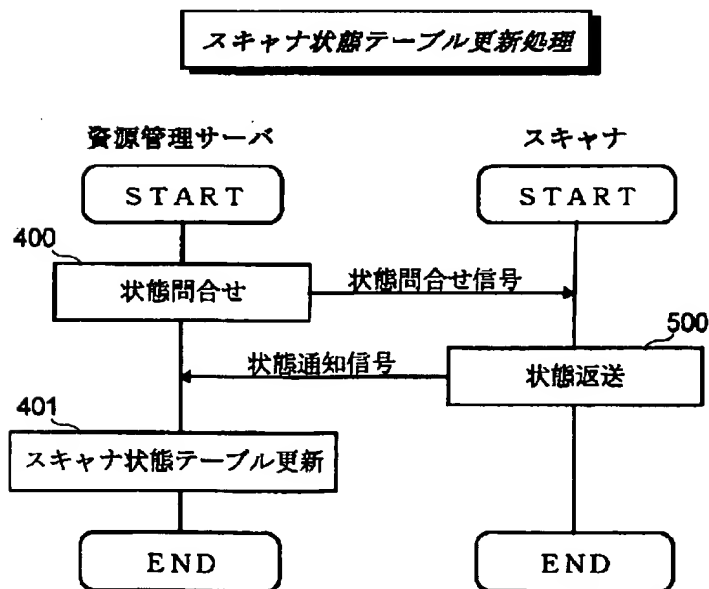 スキャナ状態テーブル更新処理
資源管理サーバ
スキャナ
START
START
400
状態問合せ
状態問合せ信号
500
状態通知信号
状態返送
401
スキャナ状態テーブル更新
END
END